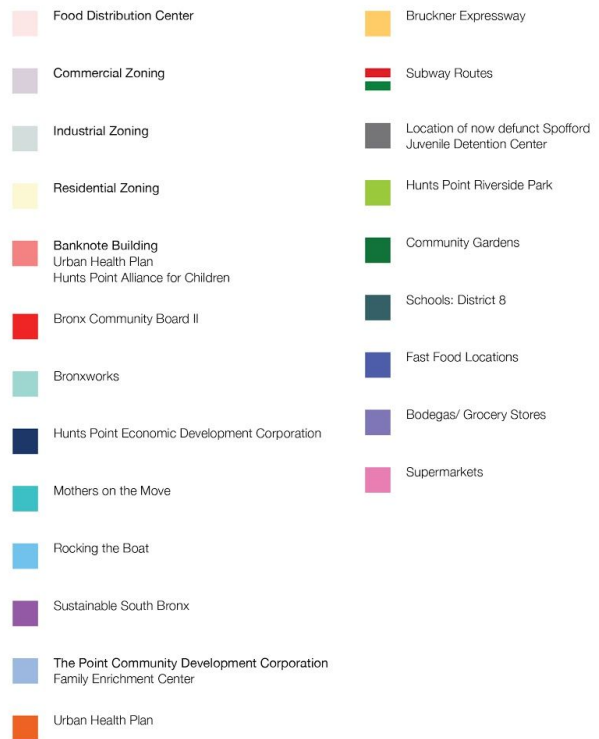 Food Distribution Center
Commercial Zoning
Industrial Zoning
Residential Zoning
Banknote Building
Urban Health Plan
Hunts Point Alliance for Children
Bronx Community Board II
Bronxworks
Hunts Point Economic Development Corporation
Mothers on the Move
Rocking the Boat
Sustainable South Bronx
The Point Community Development Corporation
Family Enrichment Center
Urban Health Plan
Bruckner Expressway
Subway Routes
Location of now defunct Spofford
Juvenile Detention Center
Hunts Point Riverside Park
Community Gardens
Schools: District 8
Fast Food Locations
Bodegas/ Grocery Stores
Supermarkets